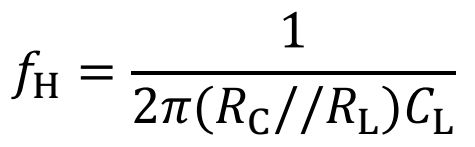 f_H = 1 / 2π(R_C//R_L)C_L